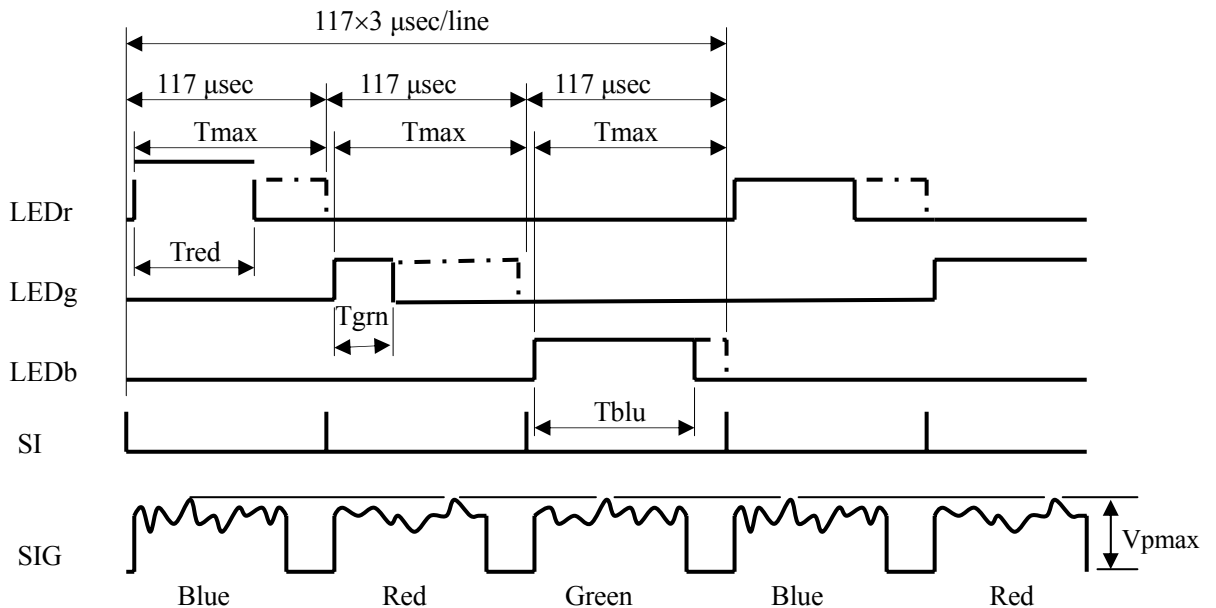 117×3 μsec/line
117 μsec 117 μsec 117 μsec
Tmax Tmax Tmax
LEDr
Tred
LEDg
Tgrn
LEDb
Tblu
SI
SIG
Vpmax
Blue Red Green Blue Red